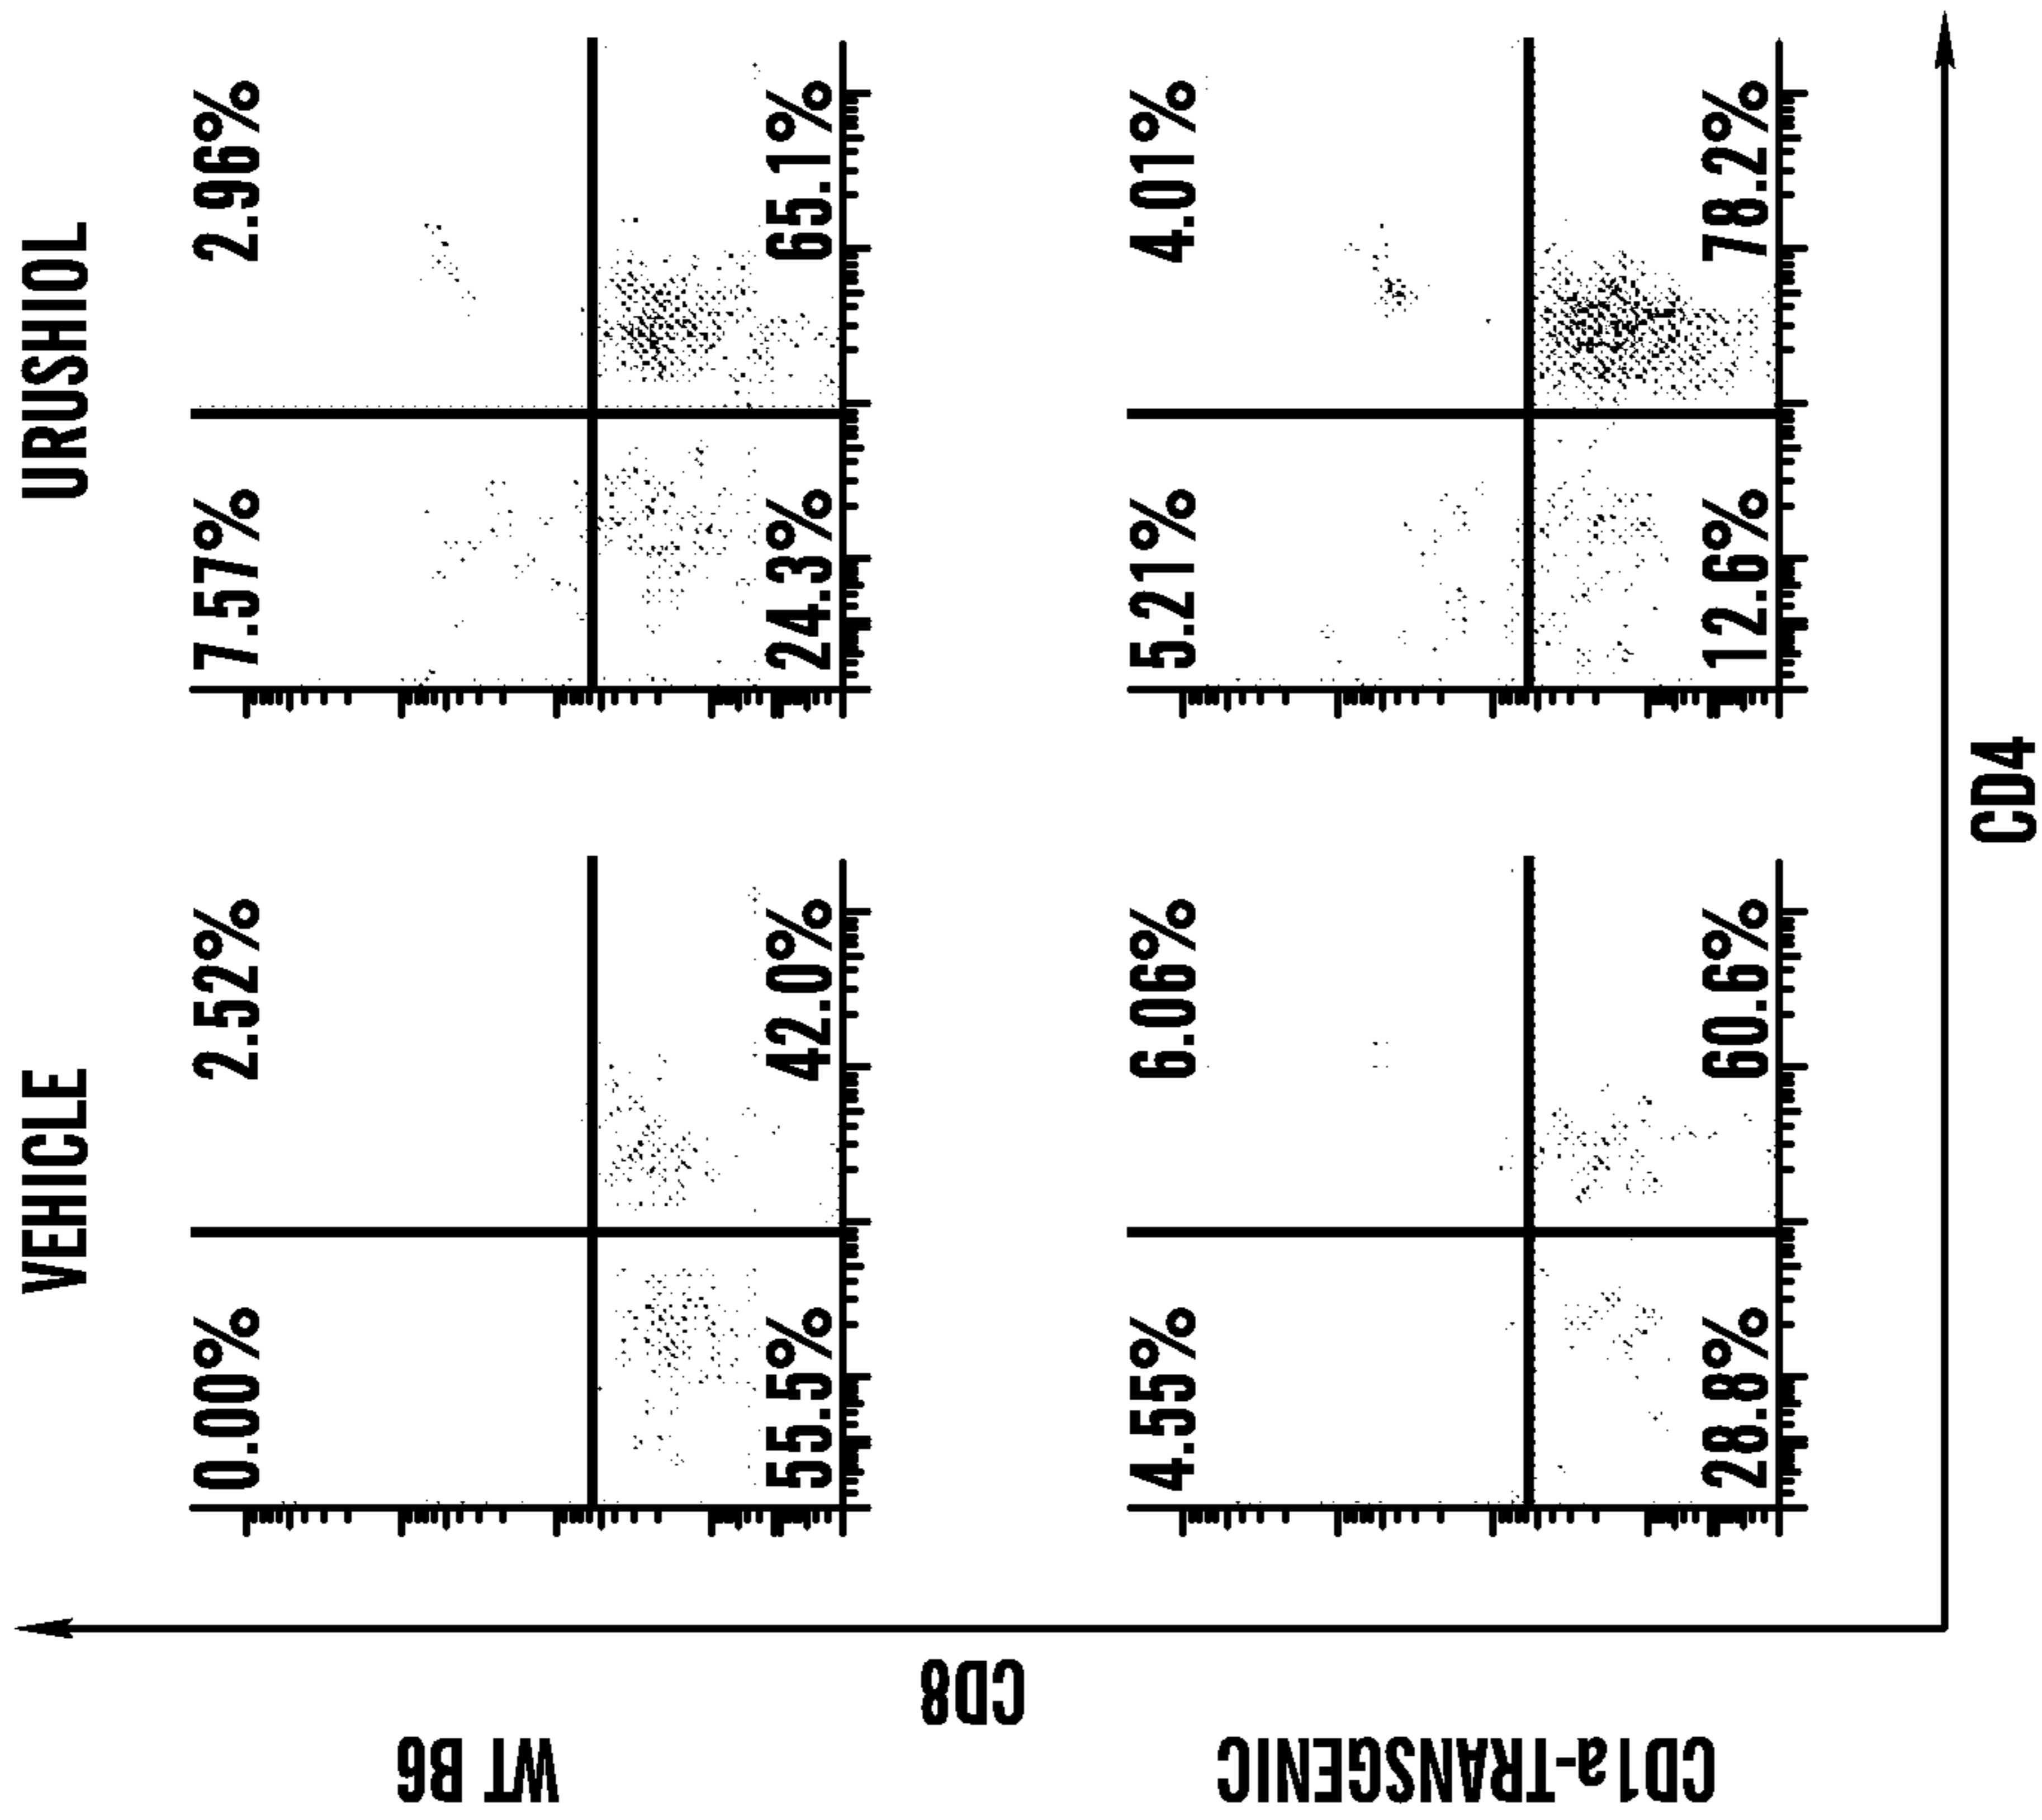 VEHICLE
URUSHIOL
WT B6
0.00%
2.52%
55.5%
42.0%
7.57%
2.96%
24.3%
65.1%
CD8
CD1a-TRANSGENIC
4.55%
6.06%
28.8%
60.6%
5.21%
4.01%
12.6%
78.2%
CD4